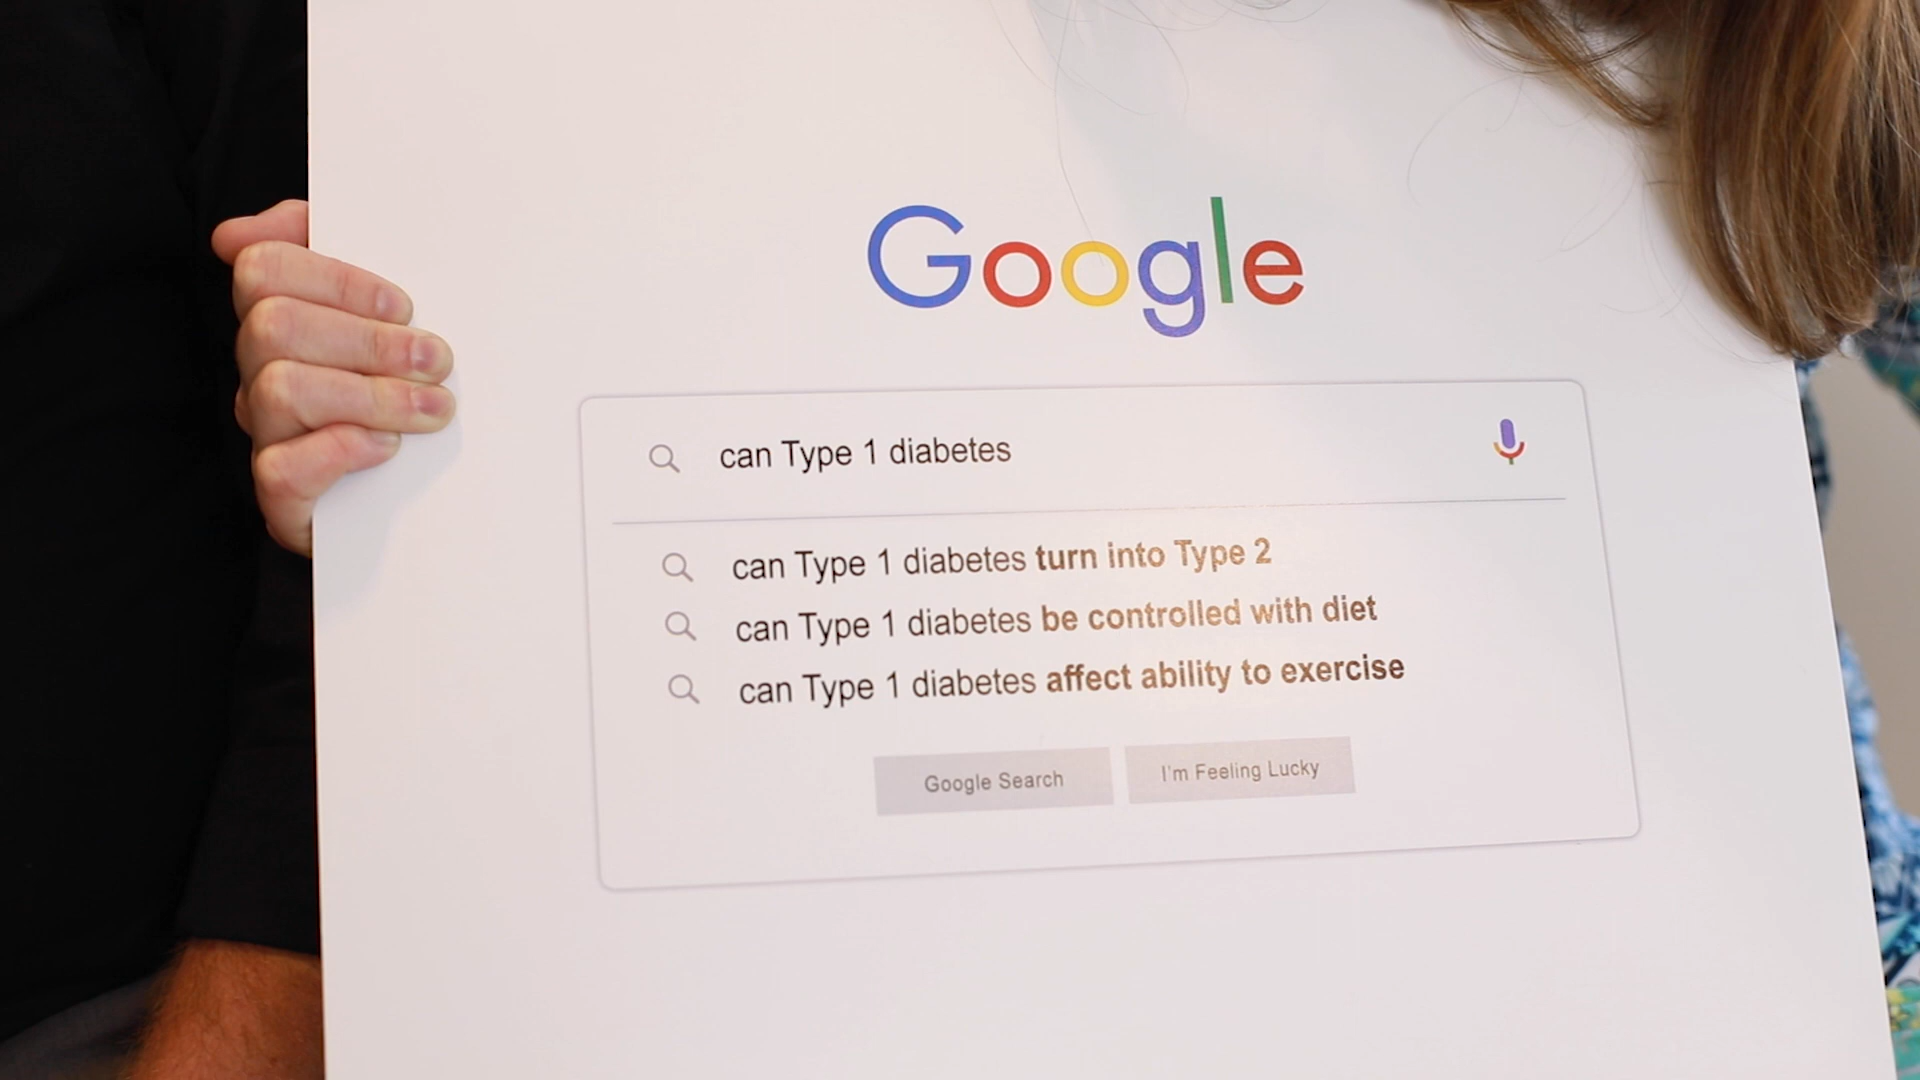 Google
can Type 1 diabetes
can Type 1 diabetes turn into Type 2
can Type 1 diabetes be controlled with diet
can Type 1 diabetes affect ability to exercise
Google Search
I'm Feeling Lucky